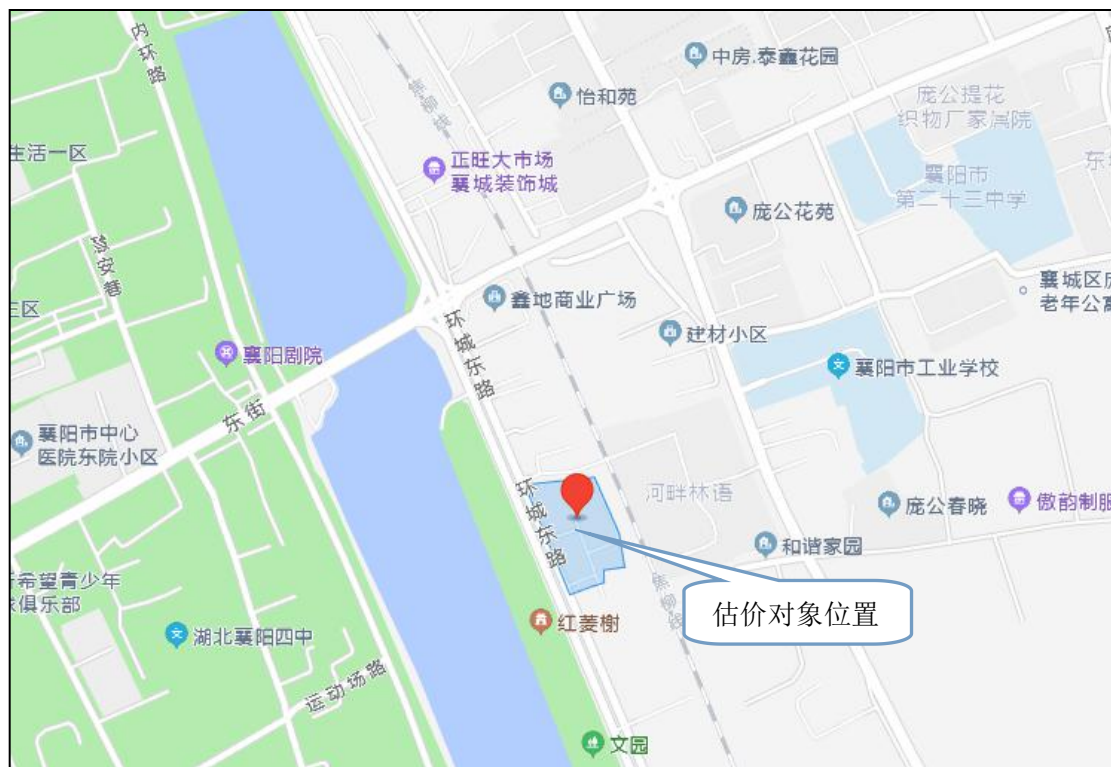 内环路
中房.泰鑫花园
怡和苑
焦柳线
庞公提花
织物厂家属院
生活一区
正旺大市场
襄城装饰城
襄阳市
第二十三中学
庞公花苑
鑫地商业广场
老年公寓
建材小区
环城东路
襄阳剧院
襄阳市工业学校
东街
襄阳市中心
医院东院小区
环城东路
河畔林语
庞公春晓
傲韵制服
和谐家园
希望青少年
俱乐部
焦柳线
估价对象位置
红菱榭
湖北襄阳四中
运动场路
文园